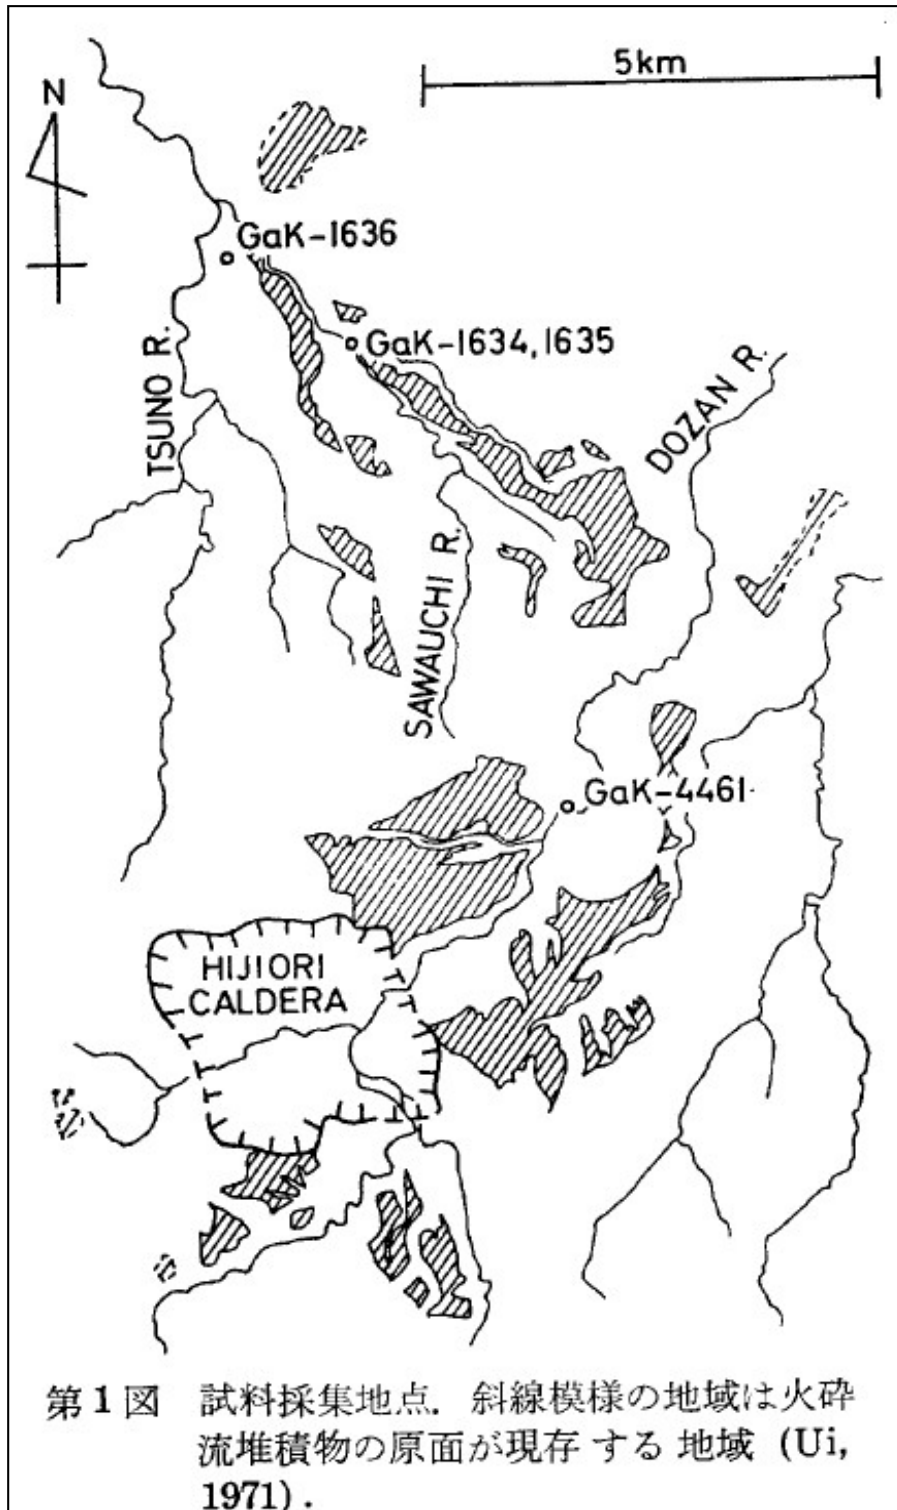 5km
N
GaK-1636
GaK-1634, 1635
TSUNO R.
DOZAN R.
SAWAUCHI R.
GaK-4461
HIJIORI
CALDERA
第1図 試料採集地点. 斜線模様の地域は火砕
流堆積物の原面が現存する地域 (Ui,
1971).